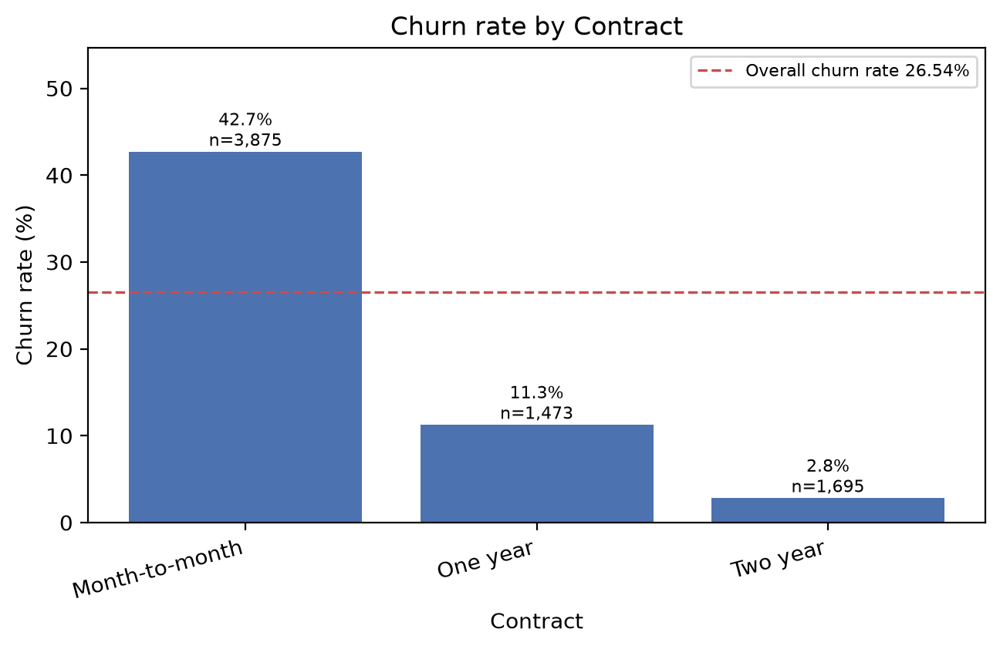 Churn rate by Contract
Overall churn rate 26.54%
Churn rate (%)
50
40
30
20
10
0
42.7%
n=3,875
11.3%
n=1,473
2.8%
n=1,695
Month-to-month
One year
Two year
Contract